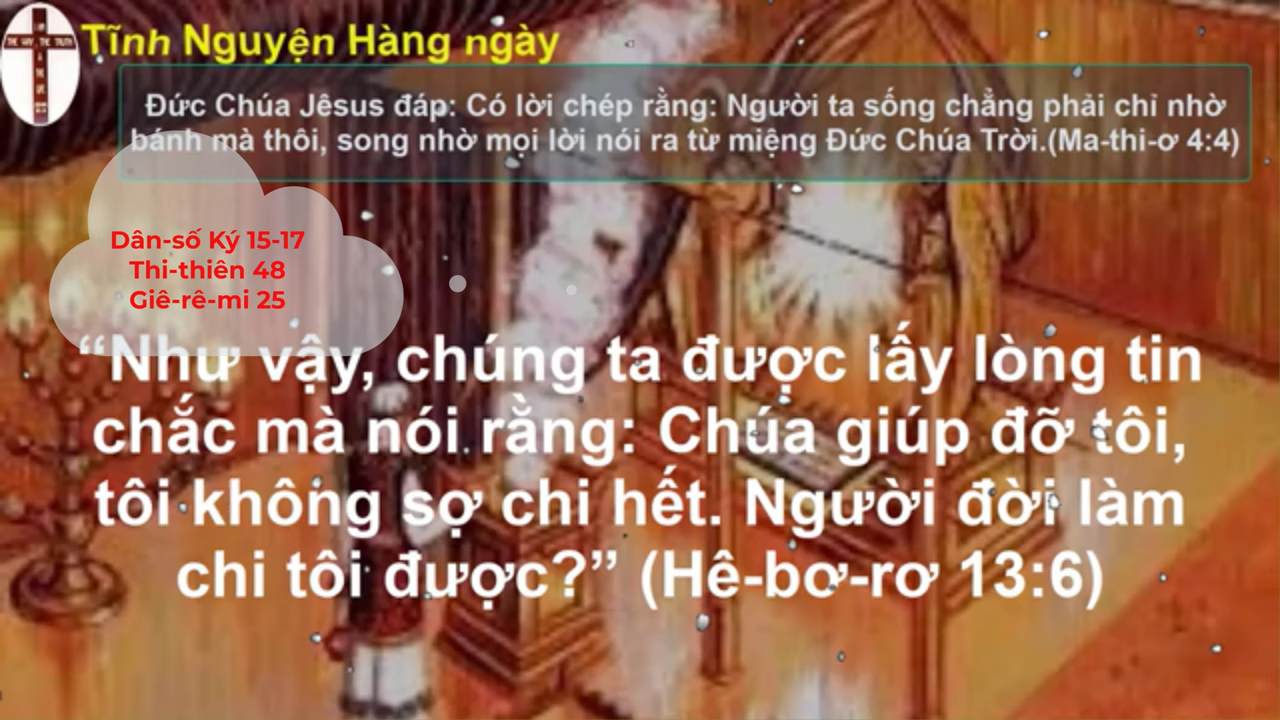 Tĩnh Nguyện Hàng ngày
Đức Chúa Jêsus đáp: Có lời chép rằng: Người ta sống chẳng phải chỉ nhờ
bánh mà thôi, song nhờ mọi lời nói ra từ miệng Đức Chúa Trời.(Ma-thi-ơ 4:4)
Dân-số Ký 15-17
Thi-thiên 48
Giê-rê-mi 25
“Như vậy, chúng ta được lấy lòng tin
chắc mà nói rằng: Chúa giúp đỡ tôi,
tôi không sợ chi hết. Người đời làm
chi tôi được?” (Hê-bơ-rơ 13:6)